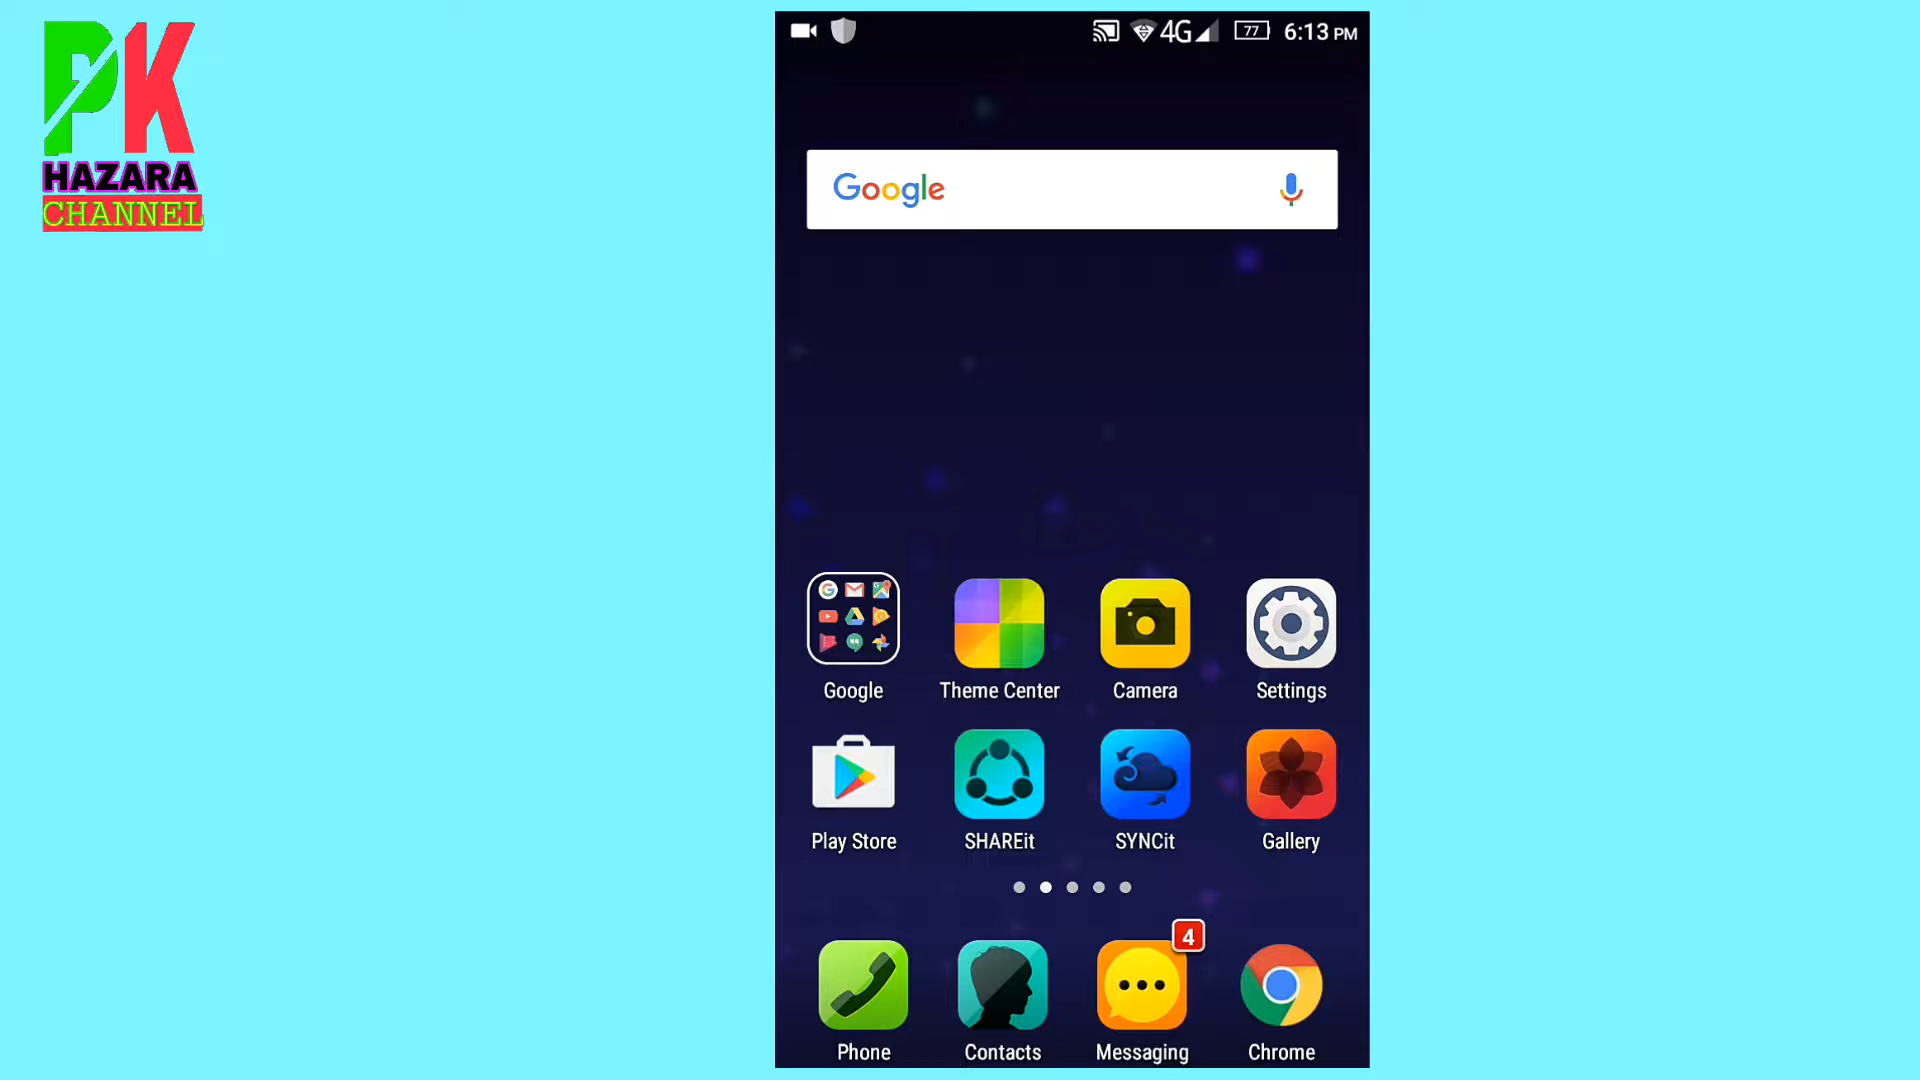 PK
HAZARA
CHANNEL
4G 77 6:13 PM
Google
Google Theme Center Camera Settings
Play Store SHAREit SYNCit Gallery
4
Phone Contacts Messaging Chrome